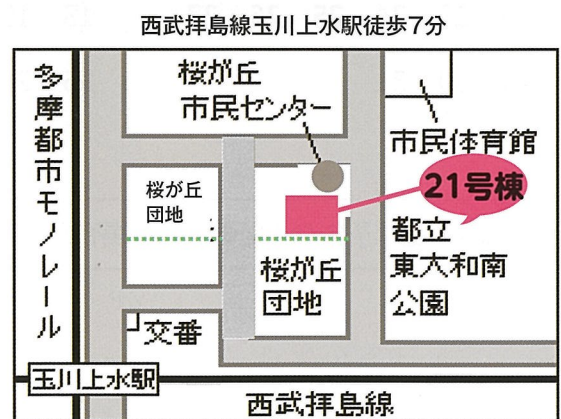 西武拝島線玉川上水駅徒歩7分
多摩都市モノレール
桜が丘
市民センター
市民体育館
21号棟
桜が丘
団地
都立
東大和南
公園
桜が丘
団地
交番
玉川上水駅
西武拝島線